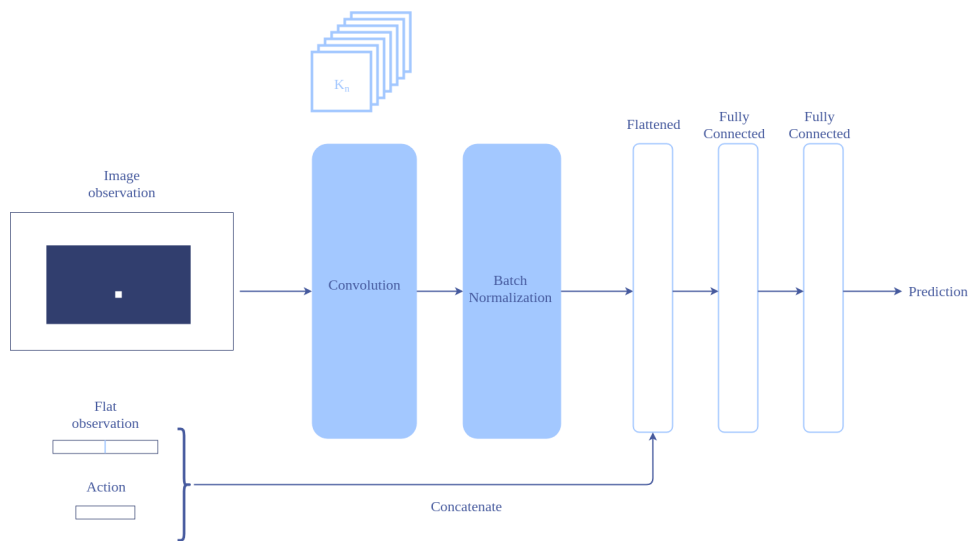 Kn
Flattened
Fully
Connected
Fully
Connected
Image
observation
Convolution
Batch
Normalization
Prediction
Flat
observation
Action
Concatenate